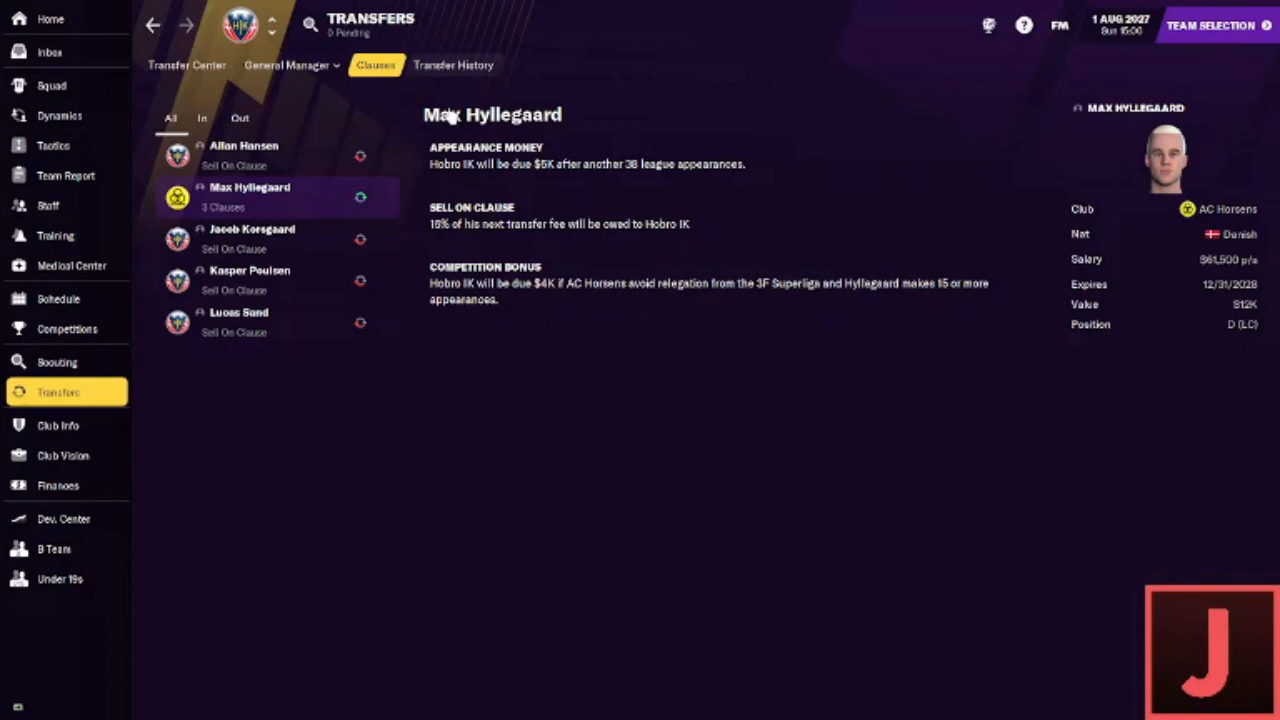 Home
TRANSFERS
0 Pending
FM
1 AUG 2027
Sun 15:00
TEAM SELECTION
Inbox
Transfer Center
General Manager
Clauses
Transfer History
Squad
Dynamics
Tactics
Team Report
Staff
Training
Medical Center
Schedule
Competitions
Scouting
Transfers
Club Info
Club Vision
Finances
Dev. Center
B Team
Under 19s
All
In
Out
Allan Hansen
Sell On Clause
Max Hyllegaard
3 Clauses
Jacob Korsgaard
Sell On Clause
Kasper Poulsen
Sell On Clause
Lucas Sand
Sell On Clause
Max Hyllegaard
APPEARANCE MONEY
Hobro IK will be due $5K after another 38 league appearances.
SELL ON CLAUSE
15% of his next transfer fee will be owed to Hobro IK
COMPETITION BONUS
Hobro IK will be due $4K if AC Horsens avoid relegation from the 3F Superliga and Hyllegaard makes 15 or more
appearances.
MAX HYLLEGAARD
Club AC Horsens
Nat Danish
Salary $61,500 p/a
Expires 12/31/2028
Value $12K
Position D (LC)
J